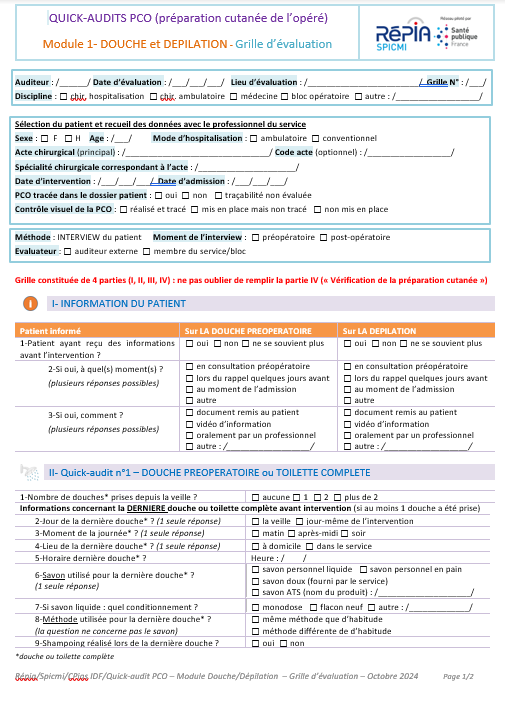 QUICK-AUDITS PCO (préparation cutanée de l'opéré)
Module 1- DOUCHE et DEPILATION - Grille d'évaluation
Réseau piloté par
RéPIA
SPICMI
Santé
publique
France
Auditeur : /______/ Date d'évaluation : /___/___/___/ Lieu d'évaluation : /________________________/ Grille N° : /___/
Discipline : ☐ chir. hospitalisation ☐ chir. ambulatoire ☐ médecine ☐ bloc opératoire ☐ autre : /__________________/
Sélection du patient et recueil des données avec le professionnel du service
Sexe : ☐ F ☐ H Age : /___/ Mode d'hospitalisation : ☐ ambulatoire ☐ conventionnel
Acte chirurgical (principal) : /______________________________/ Code acte (optionnel) : /__________________/
Spécialité chirurgicale correspondant à l'acte : /_____________________/
Date d'intervention : /___/___/___/ Date d'admission : /___/___/___/
PCO tracée dans le dossier patient : ☐ oui ☐ non ☐ traçabilité non évaluée
Contrôle visuel de la PCO : ☐ réalisé et tracé ☐ mis en place mais non tracé ☐ non mis en place
Méthode : INTERVIEW du patient Moment de l'interview : ☐ préopératoire ☐ post-opératoire
Evaluateur : ☐ auditeur externe ☐ membre du service/bloc
Grille constituée de 4 parties (I, II, III, IV) : ne pas oublier de remplir la partie IV (« Vérification de la préparation cutanée »)
I- INFORMATION DU PATIENT
Patient informé Sur LA DOUCHE PREOPERATOIRE Sur LA DEPILATION
1-Patient ayant reçu des informations avant l'intervention ? ☐ oui ☐ non ☐ ne se souvient plus ☐ oui ☐ non ☐ ne se souvient plus
2-Si oui, à quel(s) moment(s) ?
(plusieurs réponses possibles)
☐ en consultation préopératoire ☐ en consultation préopératoire
☐ lors du rappel quelques jours avant ☐ lors du rappel quelques jours avant
☐ au moment de l'admission ☐ au moment de l'admission
☐ autre ☐ autre
3-Si oui, comment ?
(plusieurs réponses possibles)
☐ document remis au patient ☐ document remis au patient
☐ vidéo d'information ☐ vidéo d'information
☐ oralement par un professionnel ☐ oralement par un professionnel
☐ autre : /__________________/ ☐ autre : /__________________/
II- Quick-audit n°1 – DOUCHE PREOPERATOIRE ou TOILETTE COMPLETE
1-Nombre de douches* prises depuis la veille ? ☐ aucune ☐ 1 ☐ 2 ☐ plus de 2
Informations concernant la DERNIERE douche ou toilette complète avant intervention (si au moins 1 douche a été prise)
2-Jour de la dernière douche* ? (1 seule réponse) ☐ la veille ☐ jour-même de l'intervention
3-Moment de la journée* ? (1 seule réponse) ☐ matin ☐ après-midi ☐ soir
4-Lieu de la dernière douche* ? (1 seule réponse) ☐ à domicile ☐ dans le service
5-Horaire dernière douche* ? Heure : /___/
6-Savon utilisé pour la dernière douche* ?
(1 seule réponse)
☐ savon personnel liquide ☐ savon personnel en pain
☐ savon doux (fourni par le service)
☐ savon ATS (nom du produit) : /____________________/
7-Si savon liquide : quel conditionnement ? ☐ monodose ☐ flacon neuf ☐ autre : /_____________/
8-Méthode utilisée pour la dernière douche* ?
(la question ne concerne pas le savon)
☐ même méthode que d'habitude
☐ méthode différente de d'habitude
9-Shampoing réalisé lors de la dernière douche ? ☐ oui ☐ non
*douche ou toilette complète
Répia/Spicmi/CPias IDF/Quick-audit PCO – Module Douche/Dépilation – Grille d'évaluation – Octobre 2024 Page 1/2